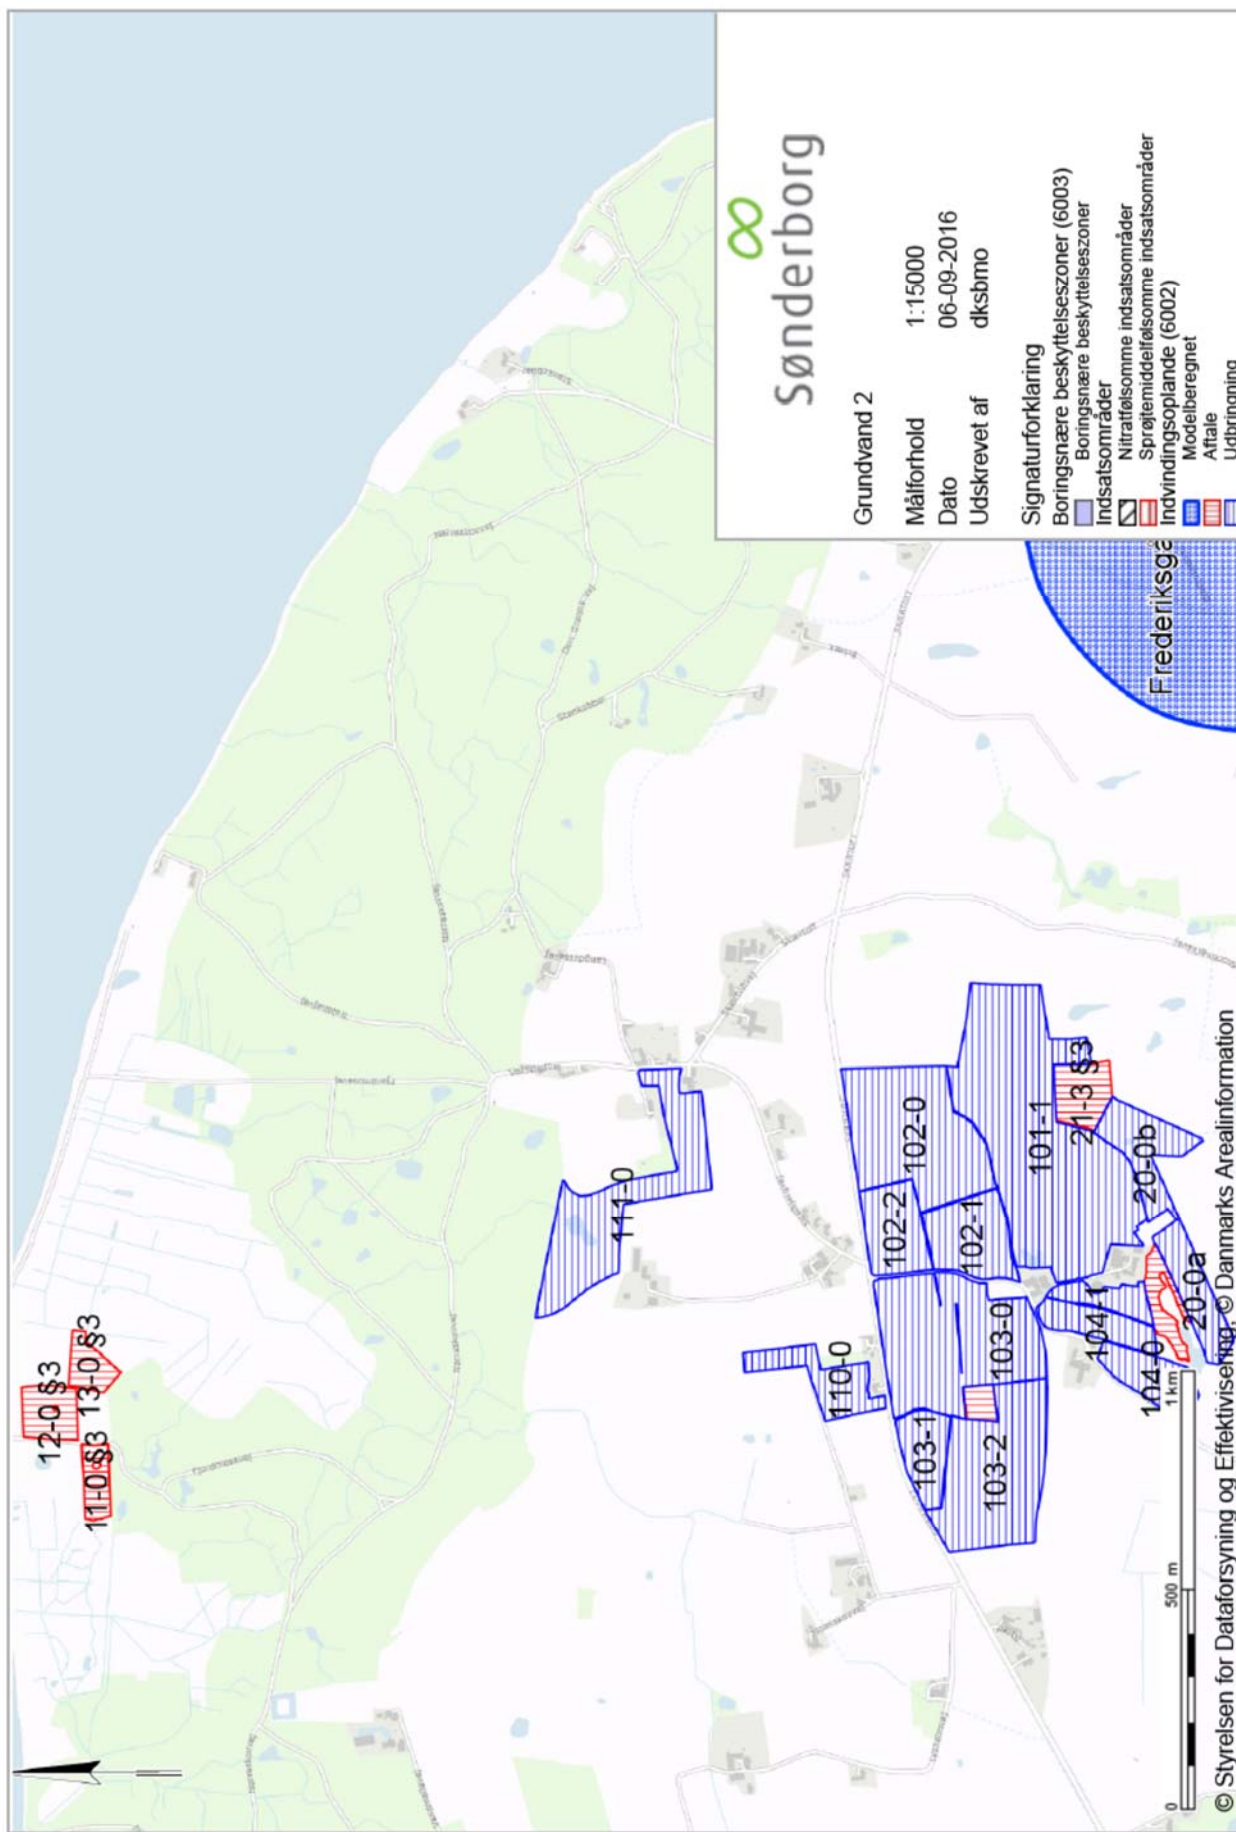 Sønderborg
Grundvand 2
Målforhold 1:15000
Dato 06-09-2016
Udskrevet af dksbmo
Signaturforklaring
Boringsnære beskyttelseszoner (6003)
Boringsnære beskyttelseszoner
Indsatsområder
Nitratfølsomme indsatsområder
Sprøjtemiddelfølsomme indsatsområder
Indvindingsoplande (6002)
Modelberegnet
Aftale
Udbringning
12-0 §3
13-0 §3
11-0 §3
111-0
110-0
102-2
102-0
102-1
103-1
103-0
103-2
101-1
21-3 §3
104-1
104-0
20-0b
20-0a
Frederiksga
0 500 m 1 km
© Styrelsen for Dataforsyning og Effektivisering, © Danmarks Arealinformation